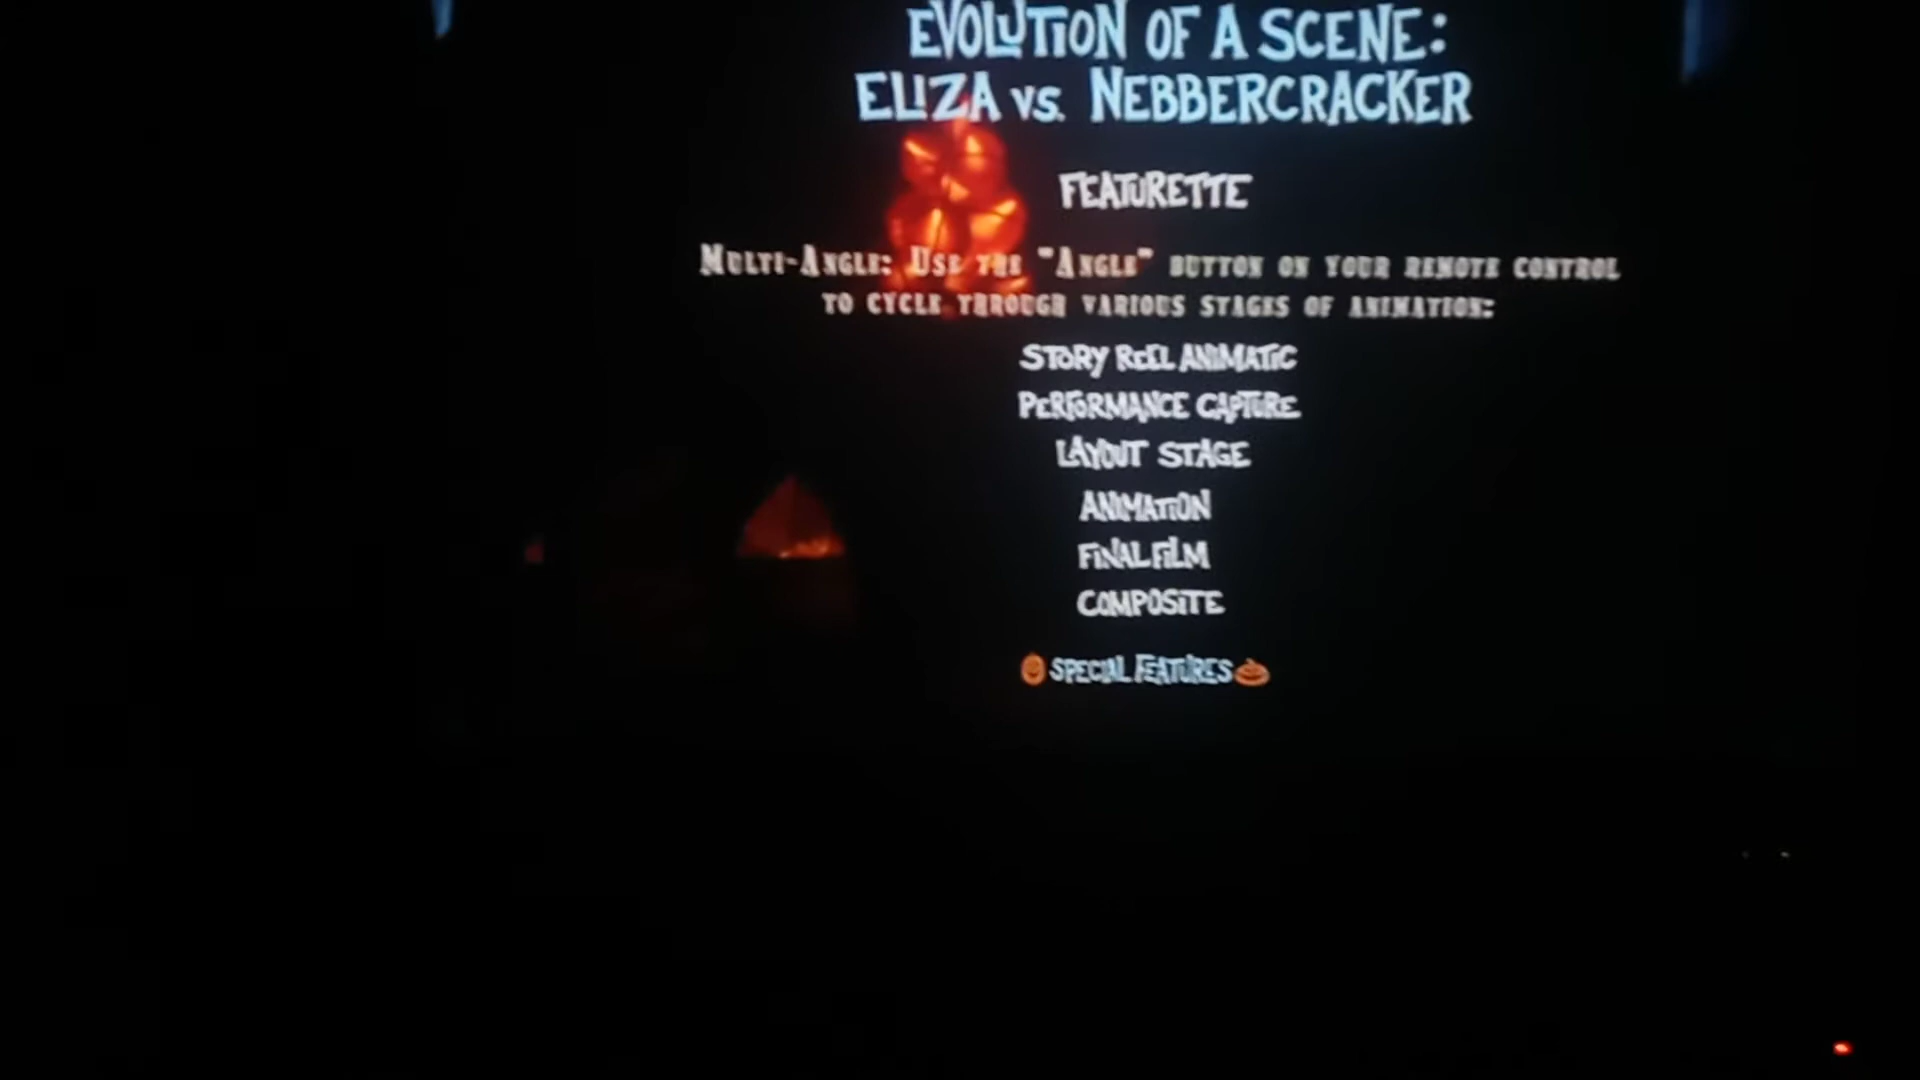 EVOLUTION OF A SCENE:
ELIZA VS. NEBBERCRACKER
FEATURETTE
MULTI-ANGLE: USE THE "ANGLE" BUTTON ON YOUR REMOTE CONTROL
TO CYCLE THROUGH VARIOUS STAGES OF ANIMATION:
STORY REEL ANIMATIC
PERFORMANCE CAPTURE
LAYOUT STAGE
ANIMATION
FINAL FILM
COMPOSITE
SPECIAL FEATURES